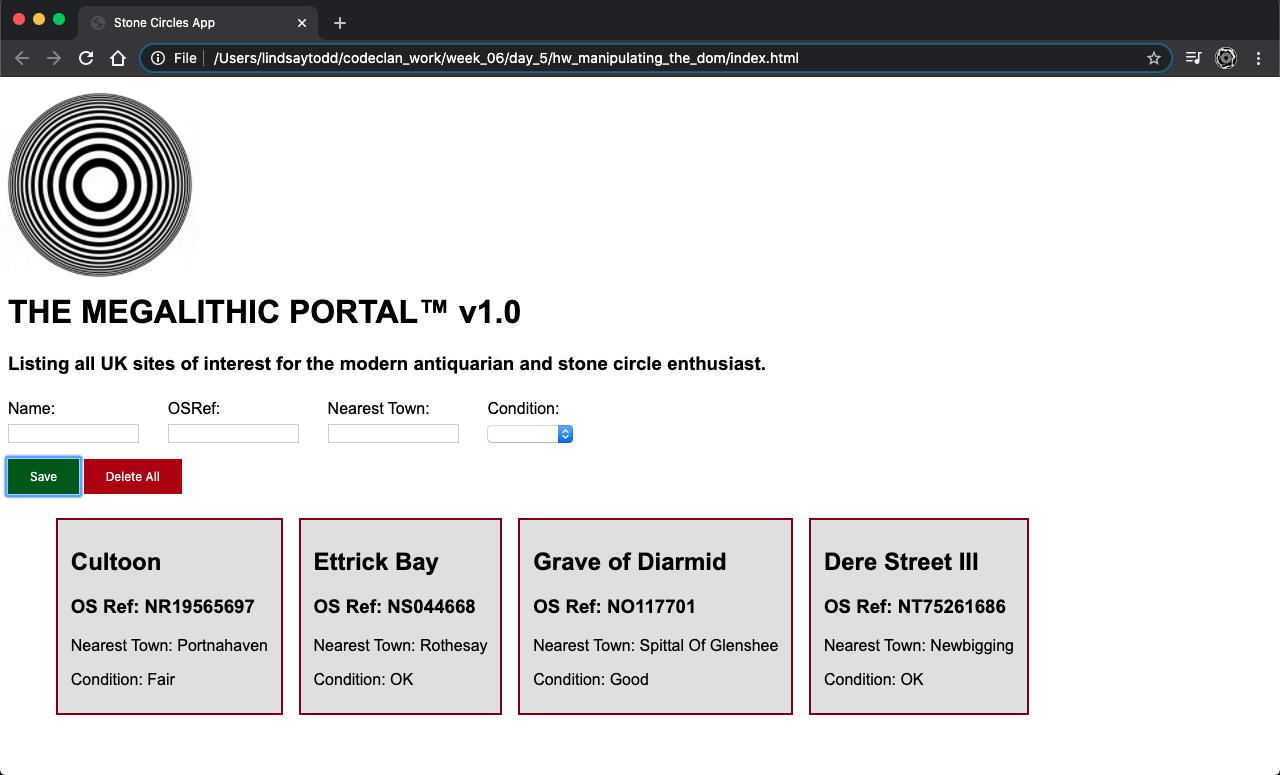 Stone Circles App
File
/Users/lindsaytodd/codeclan_work/week_06/day_5/hw_manipulating_the_dom/index.html
THE MEGALITHIC PORTAL™ v1.0
Listing all UK sites of interest for the modern antiquarian and stone circle enthusiast.
Name: OSRef: Nearest Town: Condition:
Save Delete All
Cultoon
OS Ref: NR19565697
Nearest Town: Portnahaven
Condition: Fair
Ettrick Bay
OS Ref: NS044668
Nearest Town: Rothesay
Condition: OK
Grave of Diarmid
OS Ref: NO117701
Nearest Town: Spittal Of Glenshee
Condition: Good
Dere Street III
OS Ref: NT75261686
Nearest Town: Newbigging
Condition: OK